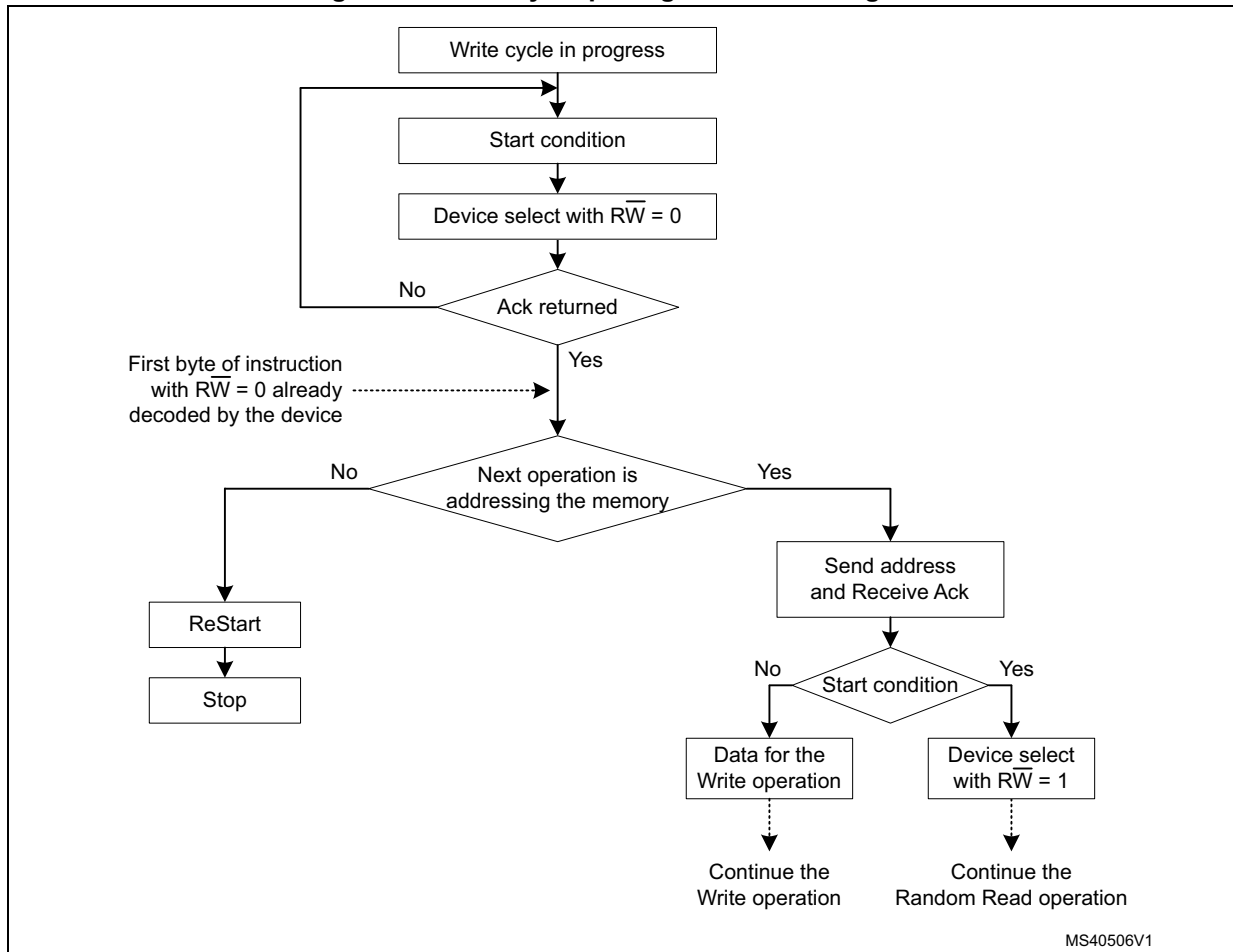 Write cycle in progress
Start condition
Device select with RW̅ = 0
Ack returned
No
Yes
First byte of instruction
with RW̅ = 0 already
decoded by the device
Next operation is
addressing the memory
No
Yes
Send address
and Receive Ack
ReStart
Stop
Start condition
No
Yes
Data for the
Write operation
Device select
with RW̅ = 1
Continue the
Write operation
Continue the
Random Read operation
MS40506V1